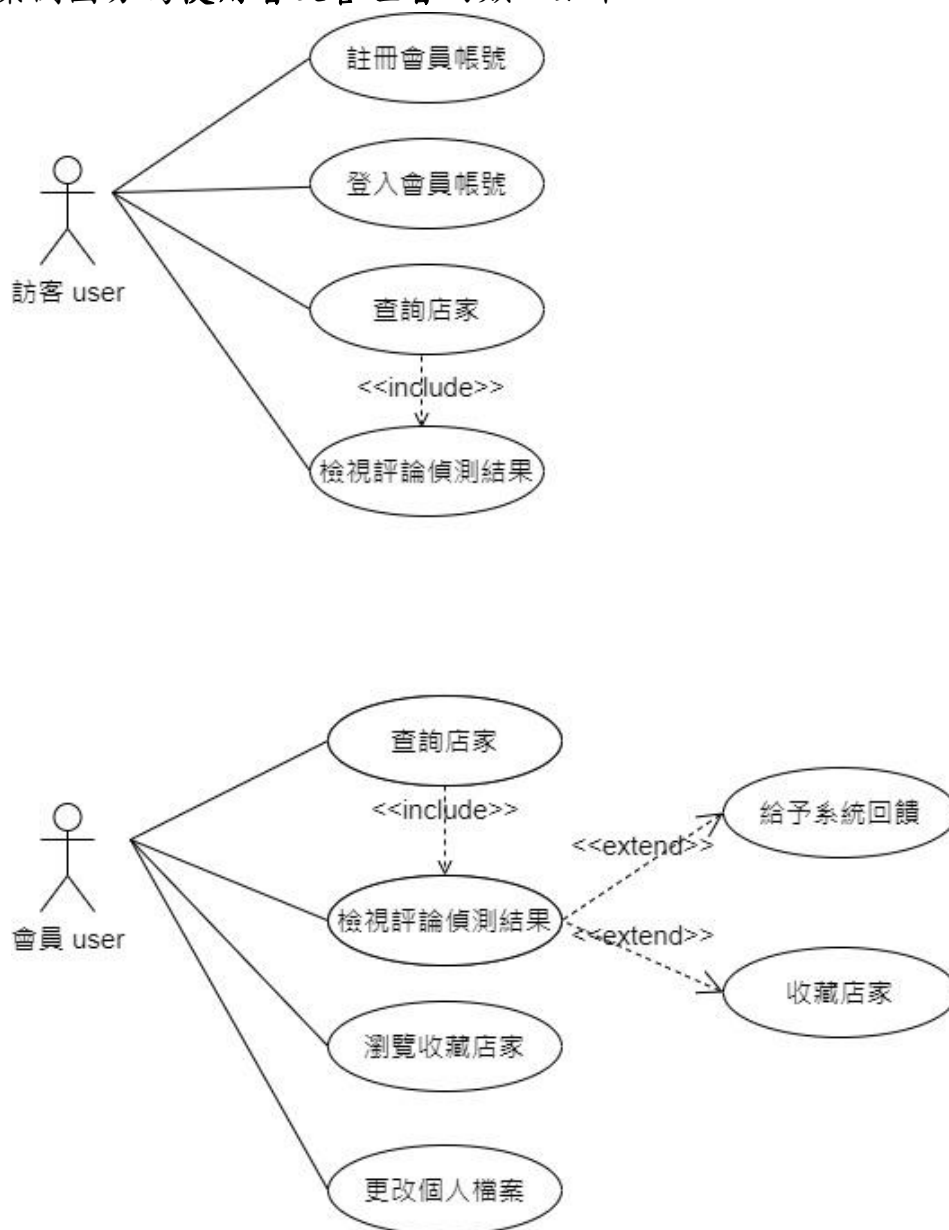 註冊會員帳號
登入會員帳號
訪客 user
查詢店家
<<include>>
檢視評論偵測結果
查詢店家
<<include>>
給予系統回饋
<<extend>>
檢視評論偵測結果
會員 user
<<extend>>
收藏店家
瀏覽收藏店家
更改個人檔案